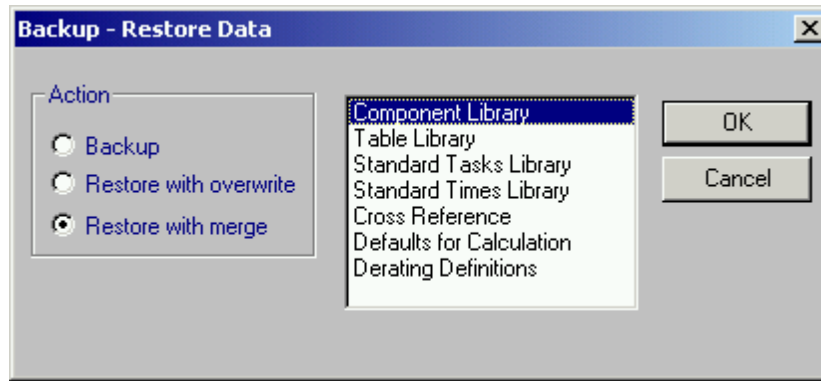 Backup - Restore Data
Action
Backup
Restore with overwrite
Restore with merge
Component Library
Table Library
Standard Tasks Library
Standard Times Library
Cross Reference
Defaults for Calculation
Derating Definitions
OK
Cancel